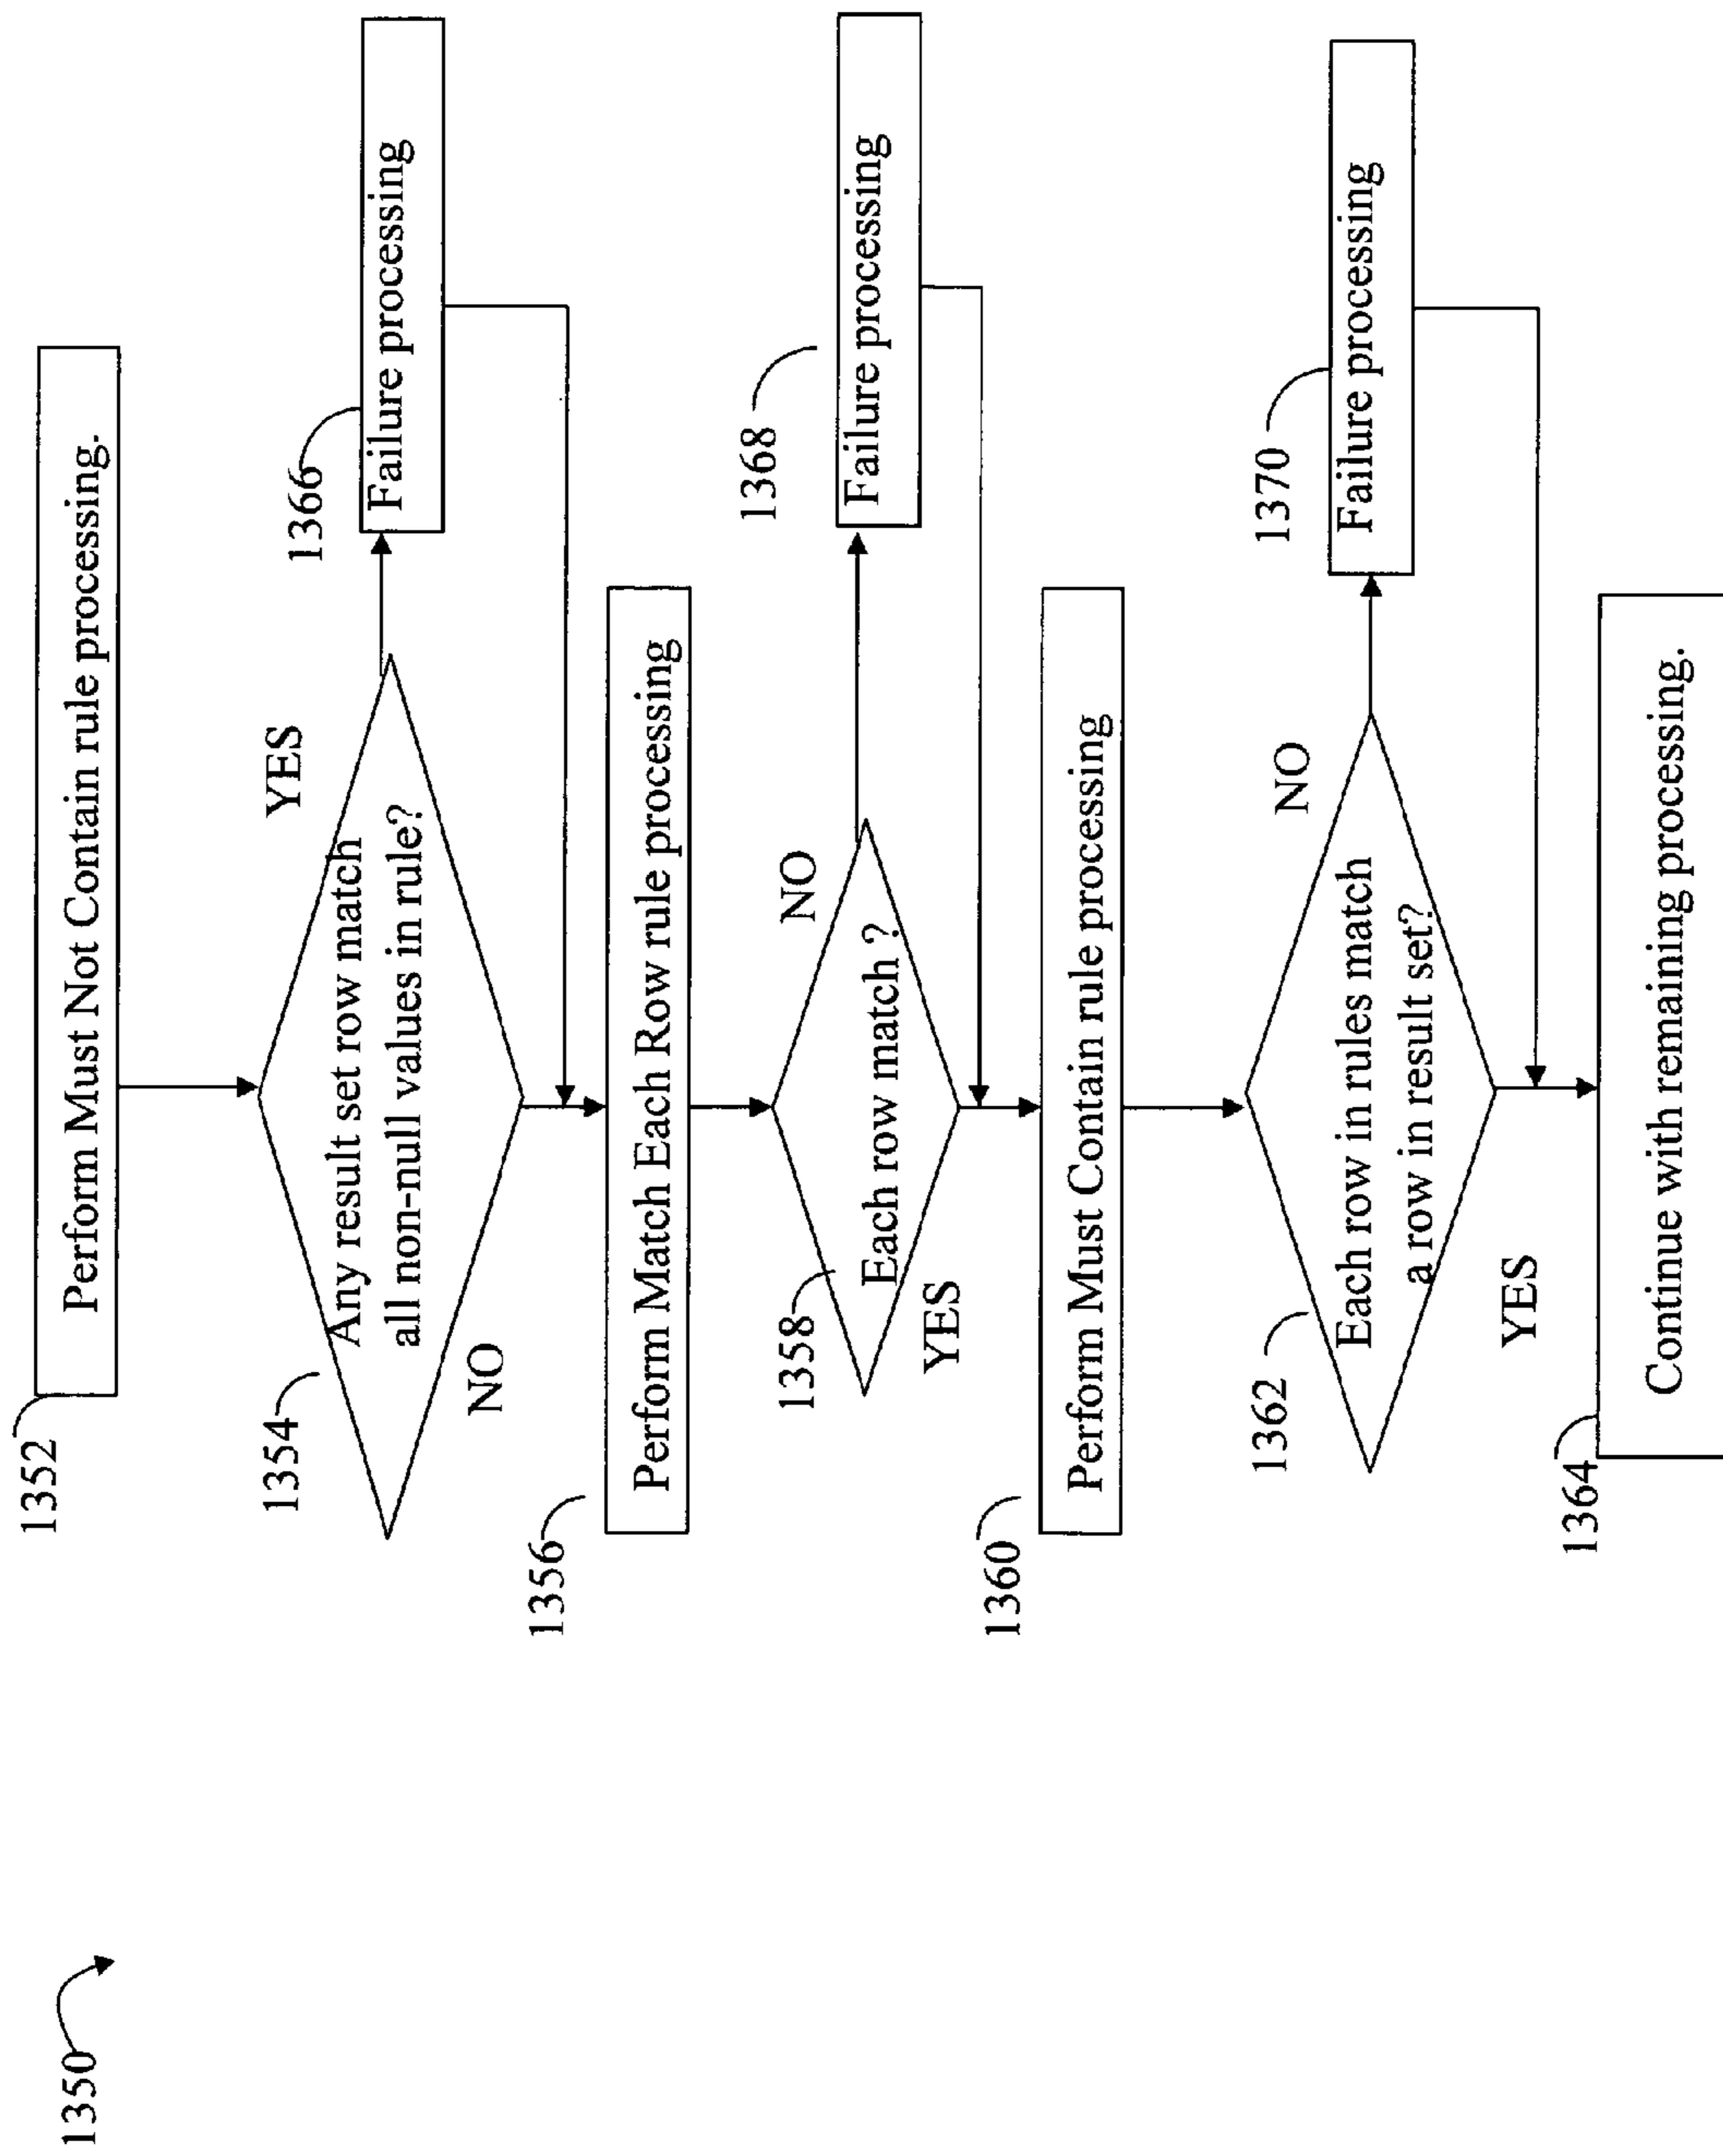 1350
1352
Perform Must Not Contain rule processing.
1354
Any result set row match
all non-null values in rule?
YES
NO
1366
Failure processing
1356
Perform Match Each Row rule processing
1358
Each row match ?
NO
YES
1368
Failure processing
1360
Perform Must Contain rule processing
1362
Each row in rules match
a row in result set?
NO
YES
1370
Failure processing
1364
Continue with remaining processing.